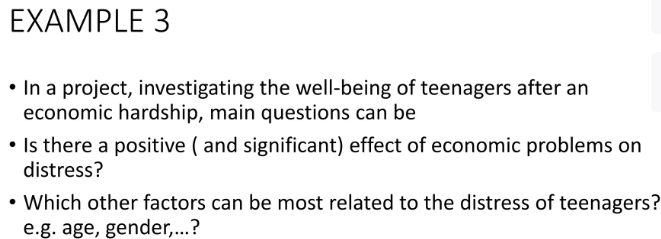 EXAMPLE 3
• In a project, investigating the well-being of teenagers after an
economic hardship, main questions can be
• Is there a positive ( and significant) effect of economic problems on
distress?
• Which other factors can be most related to the distress of teenagers?
e.g. age, gender,...?